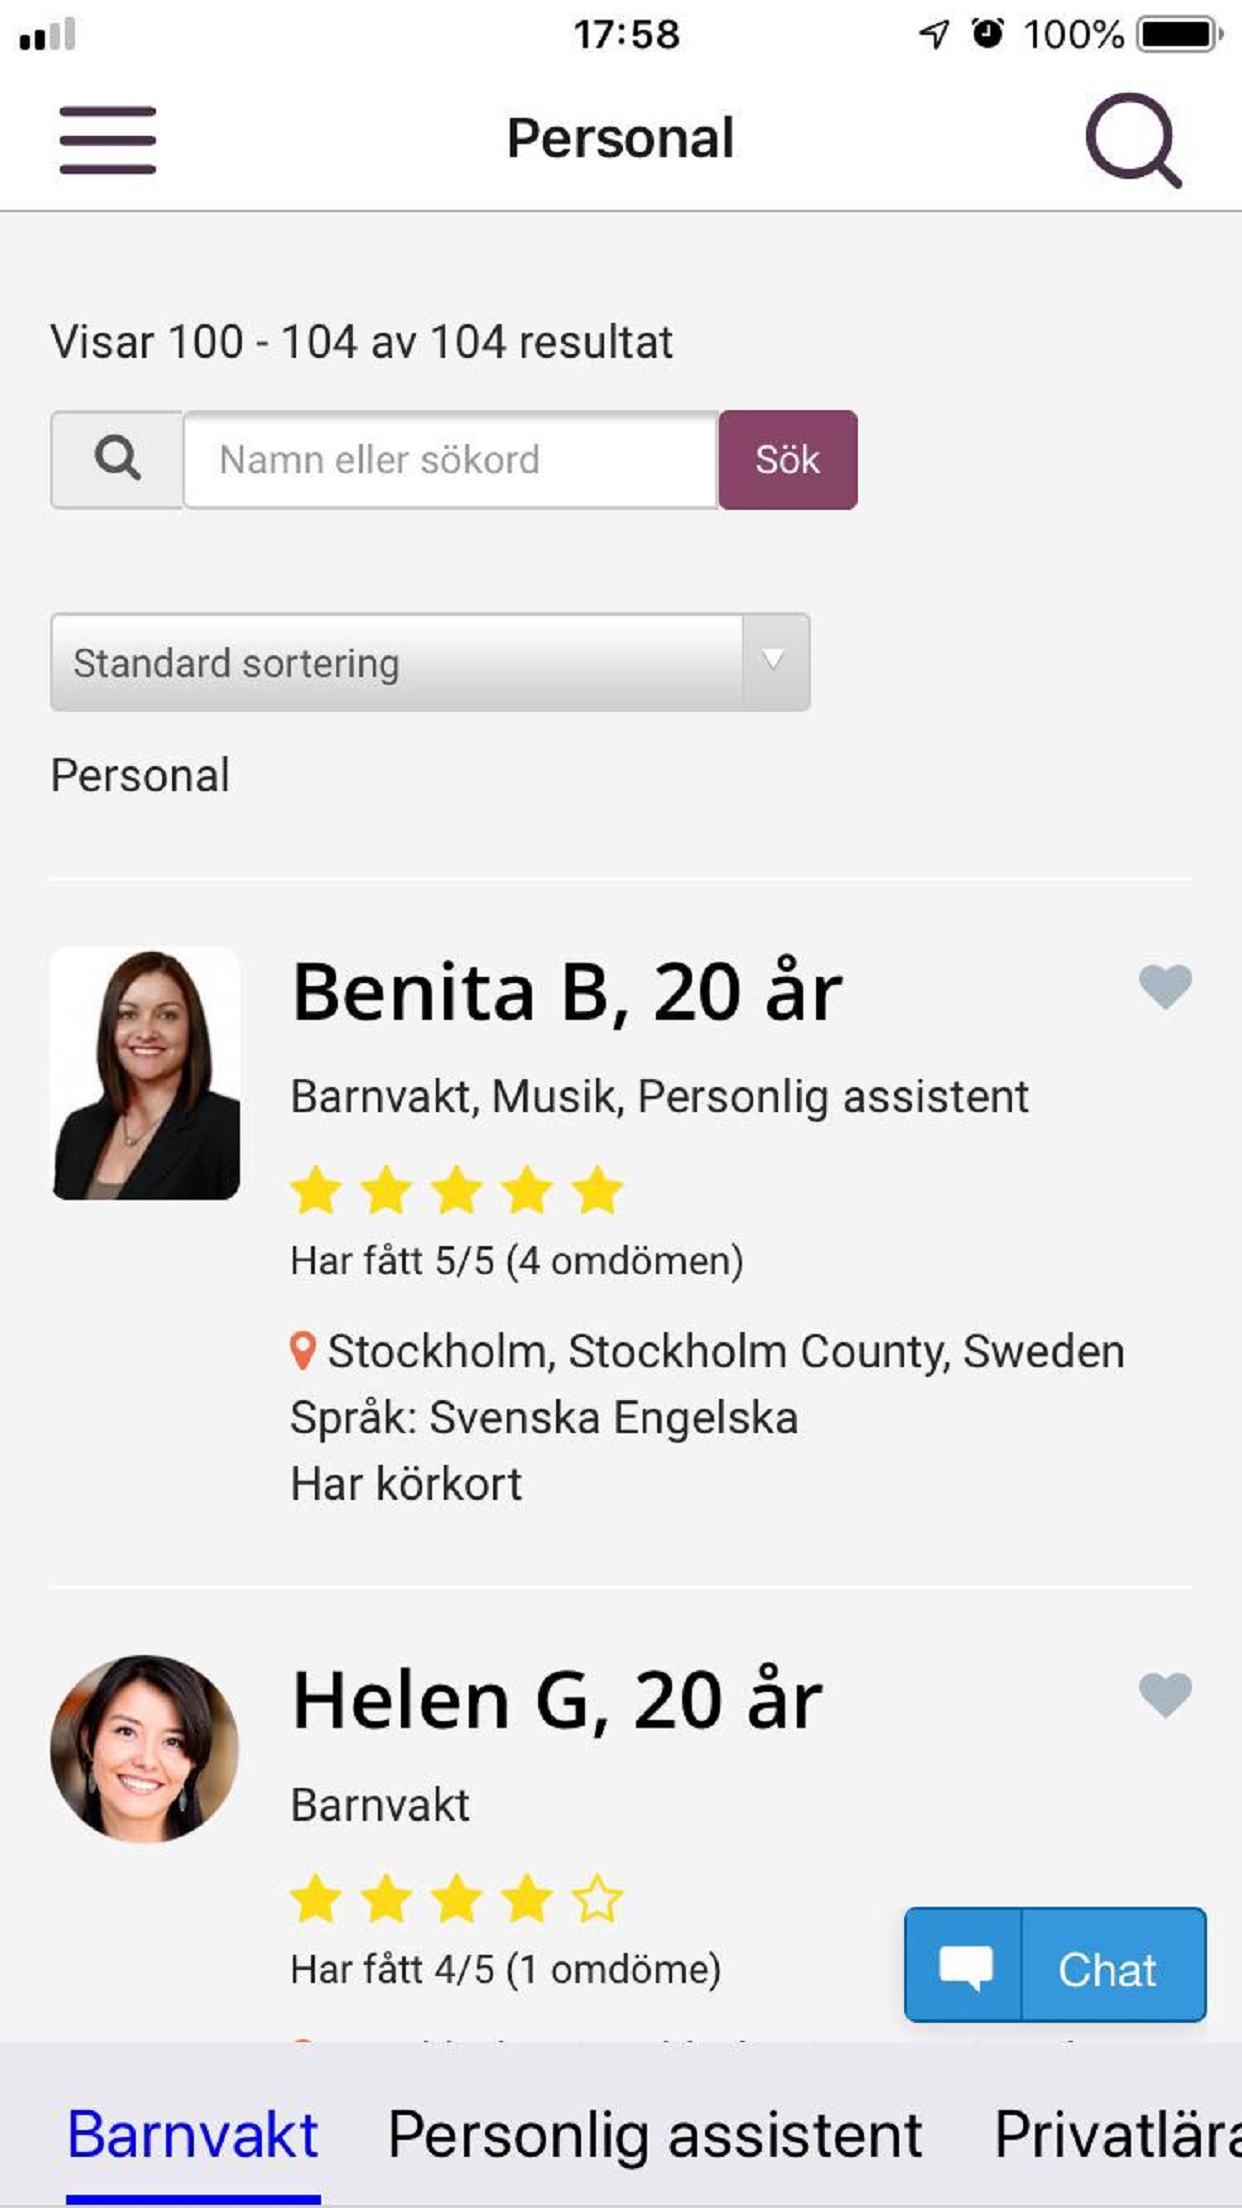 17:58
100%
Personal
Visar 100 - 104 av 104 resultat
Namn eller sökord
Sök
Standard sortering
Personal
Benita B, 20 år
Barnvakt, Musik, Personlig assistent
Har fått 5/5 (4 omdömen)
Stockholm, Stockholm County, Sweden
Språk: Svenska Engelska
Har körkort
Helen G, 20 år
Barnvakt
Har fått 4/5 (1 omdöme)
Chat
Barnvakt Personlig assistent